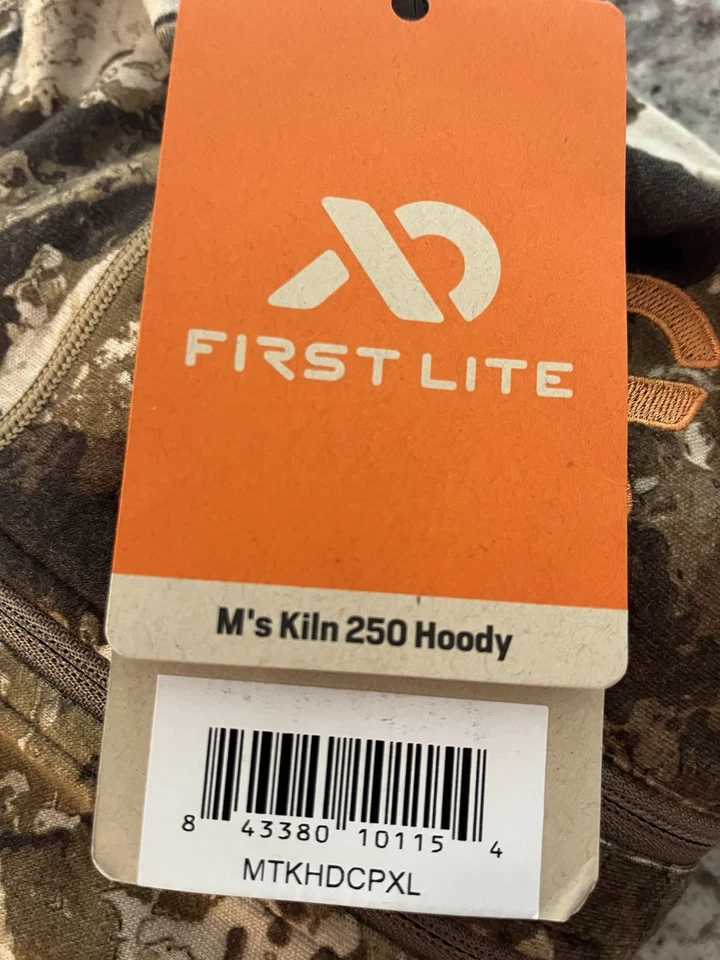 FIRST LITE
M's Kiln 250 Hoody
8 43380 10115 4
MTKHDCPXL